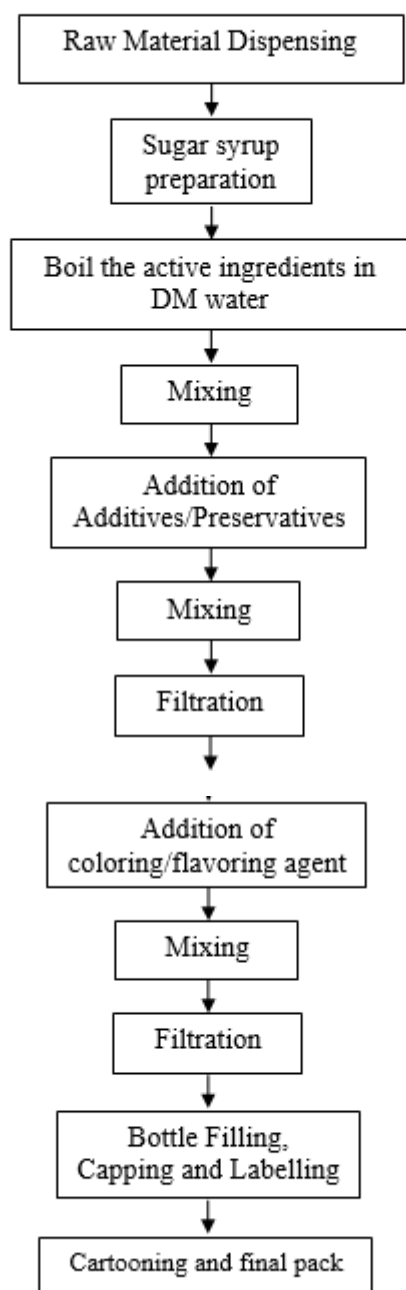 Raw Material Dispensing
Sugar syrup
preparation
Boil the active ingredients in
DM water
Mixing
Addition of
Additives/Preservatives
Mixing
Filtration
Addition of
coloring/flavoring agent
Mixing
Filtration
Bottle Filling,
Capping and Labelling
Cartooning and final pack